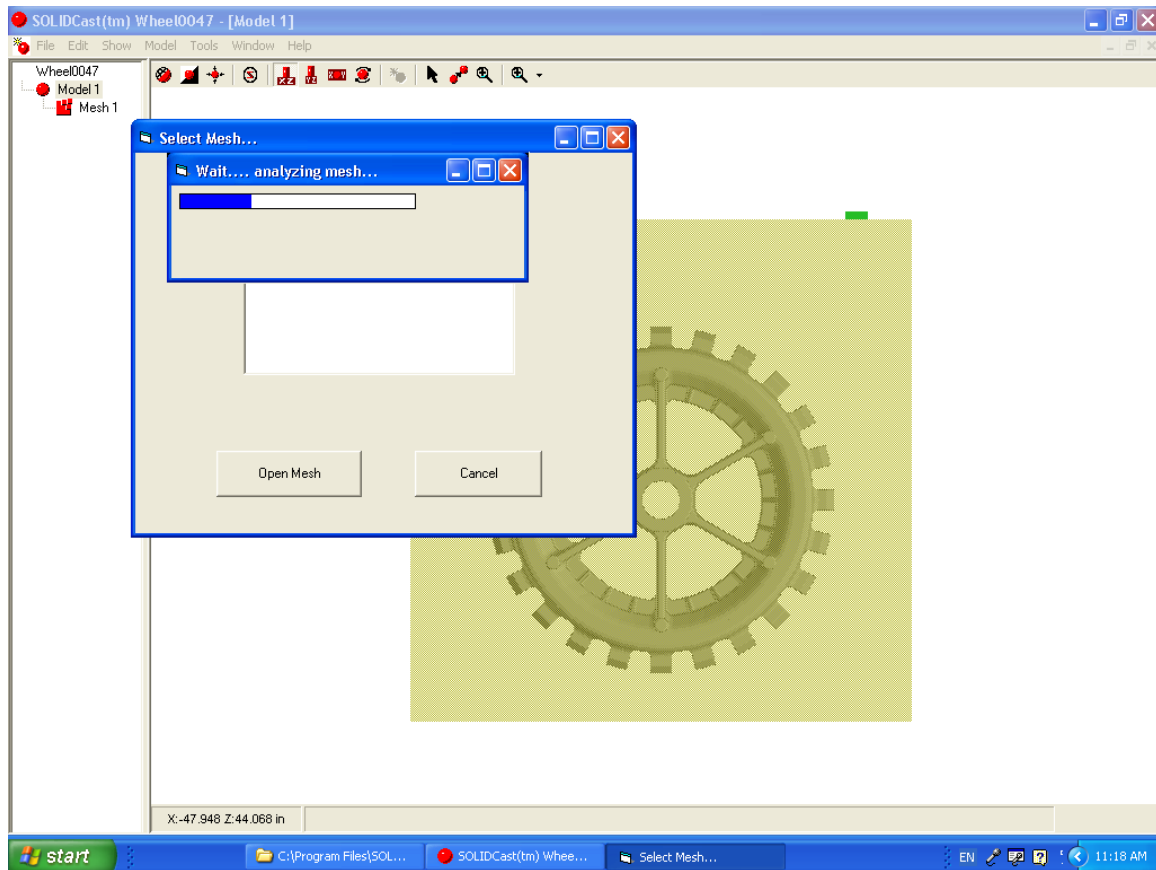 SOLIDCast(tm) Wheel0047 - [Model 1]
File Edit Show Model Tools Window Help
Wheel0047
Model 1
Mesh 1
Select Mesh...
Wait.... analyzing mesh...
Open Mesh
Cancel
X:-47.948 Z:44.068 in
start
C:\Program Files\SOL...
SOLIDCast(tm) Whee...
Select Mesh...
EN
11:18 AM